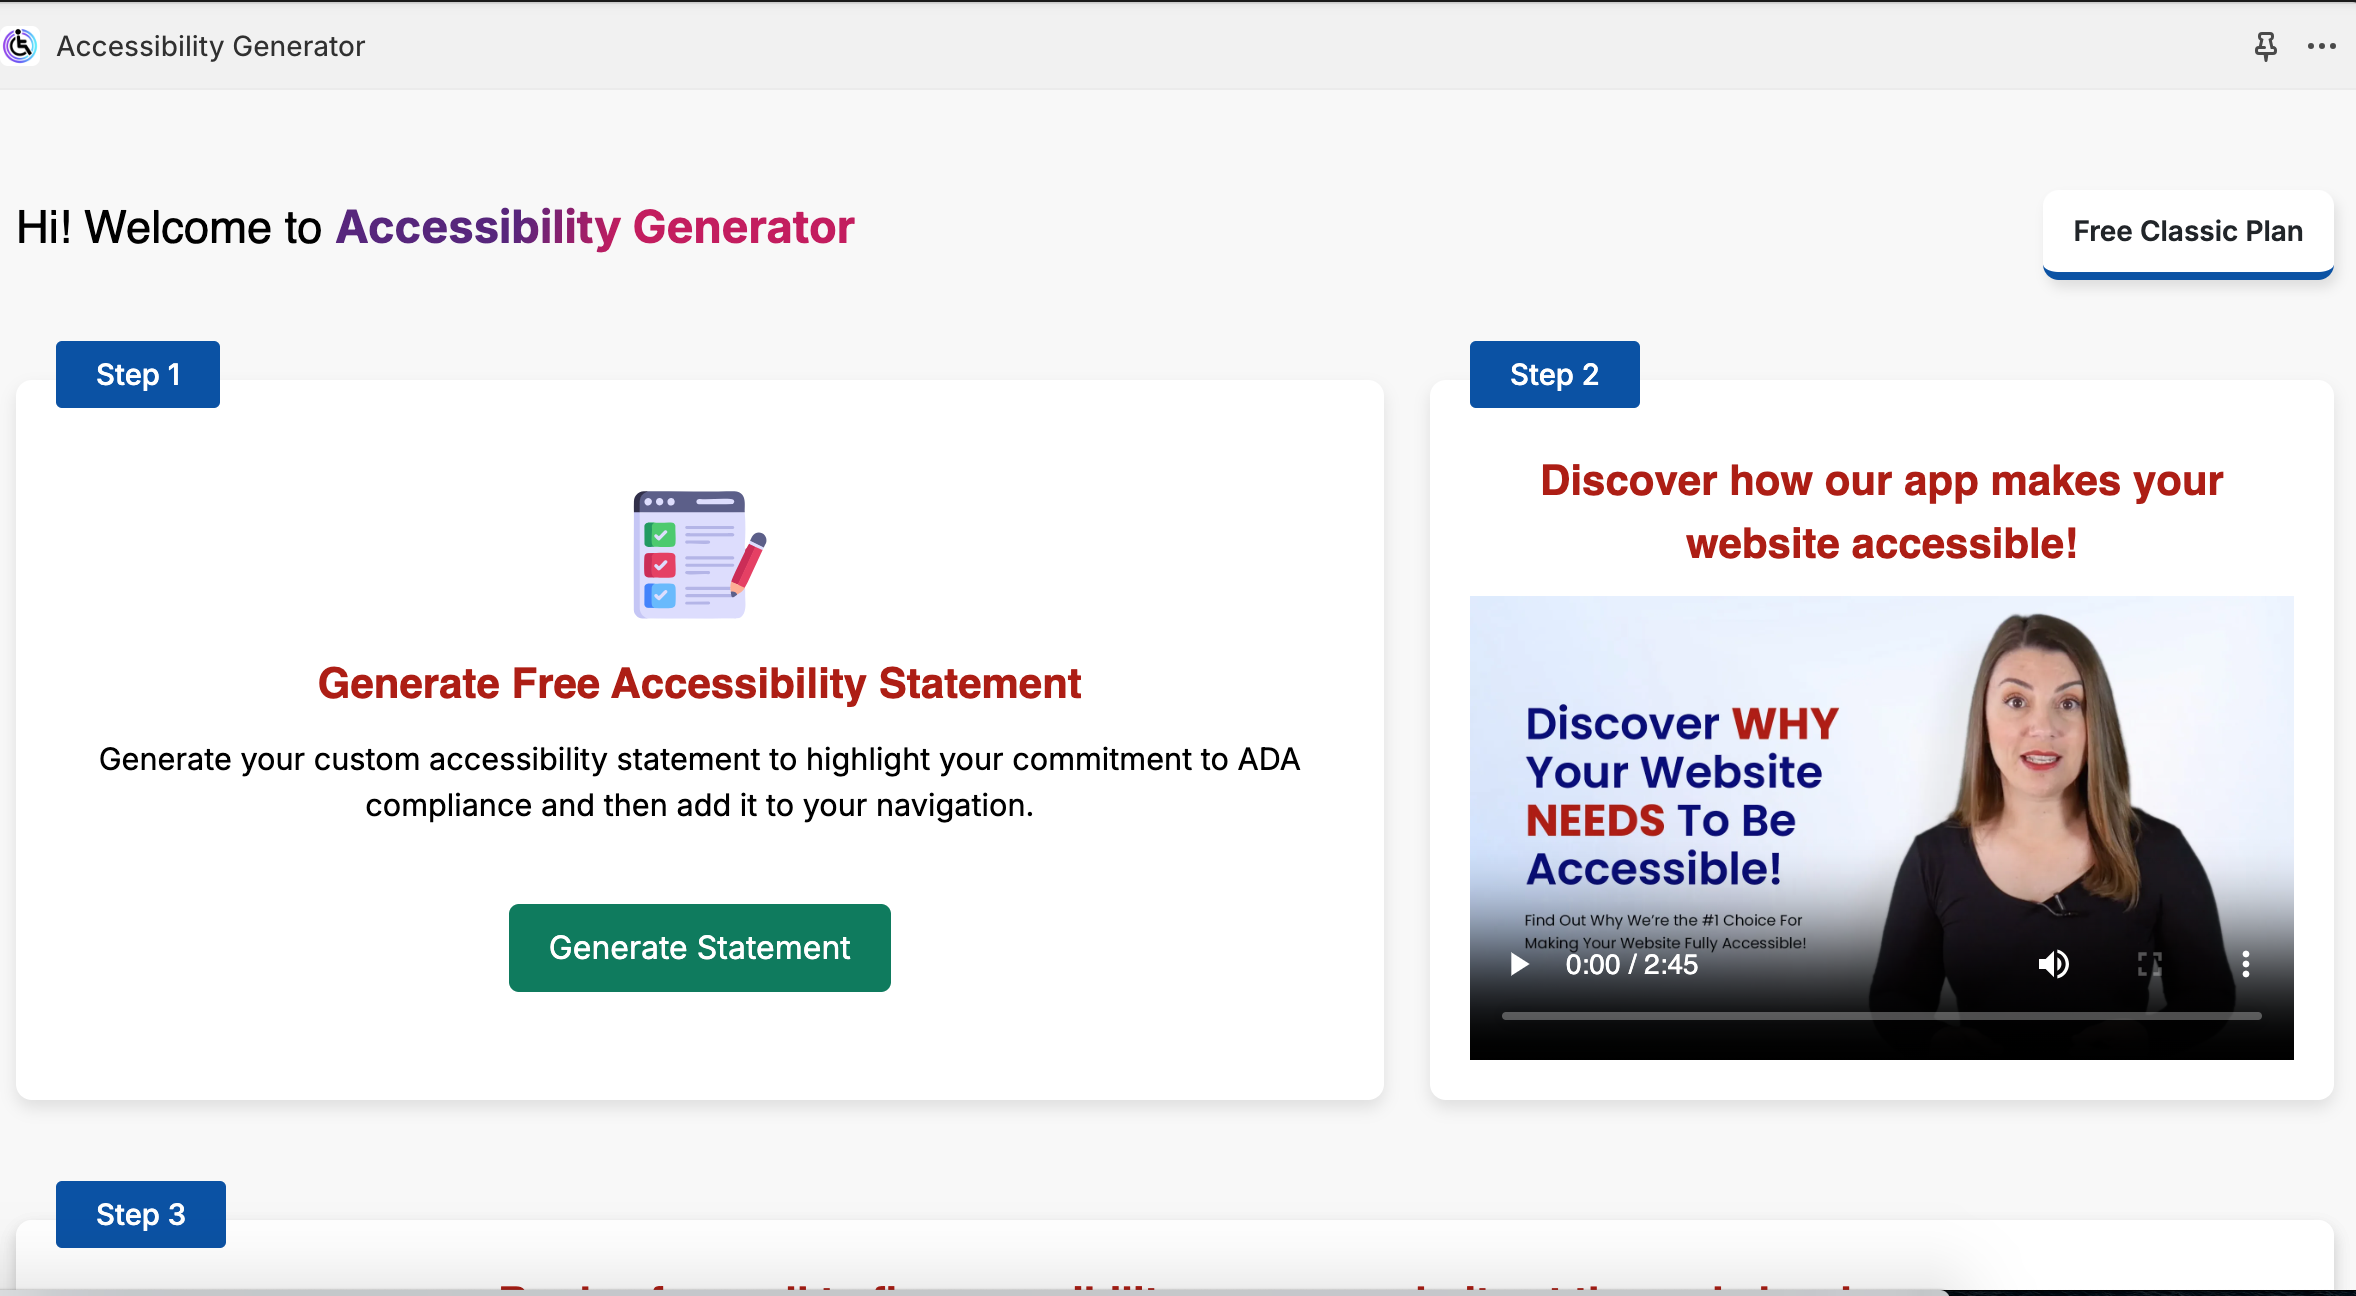 Accessibility Generator
Hi! Welcome to Accessibility Generator
Free Classic Plan
Step 1
Generate Free Accessibility Statement
Generate your custom accessibility statement to highlight your commitment to ADA
compliance and then add it to your navigation.
Generate Statement
Step 2
Discover how our app makes your
website accessible!
Discover WHY
Your Website
NEEDS To Be
Accessible!
Find Out Why We're the #1 Choice For
Making Your Website Fully Accessible!
0:00 / 2:45
Step 3